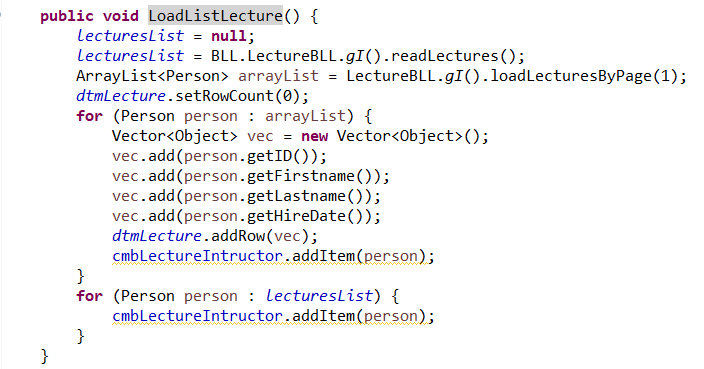 public void LoadListLecture() {
lecturesList = null;
lecturesList = BLL.LectureBLL.gI().readLectures();
ArrayList<Person> arrayList = LectureBLL.gI().loadLecturesByPage(1);
dtmLecture.setRowCount(0);
for (Person person : arrayList) {
Vector<Object> vec = new Vector<Object>();
vec.add(person.getID());
vec.add(person.getFirstname());
vec.add(person.getLastname());
vec.add(person.getHireDate());
dtmLecture.addRow(vec);
cmbLectureIntructor.addItem(person);
}
for (Person person : lecturesList) {
cmbLectureIntructor.addItem(person);
}
}